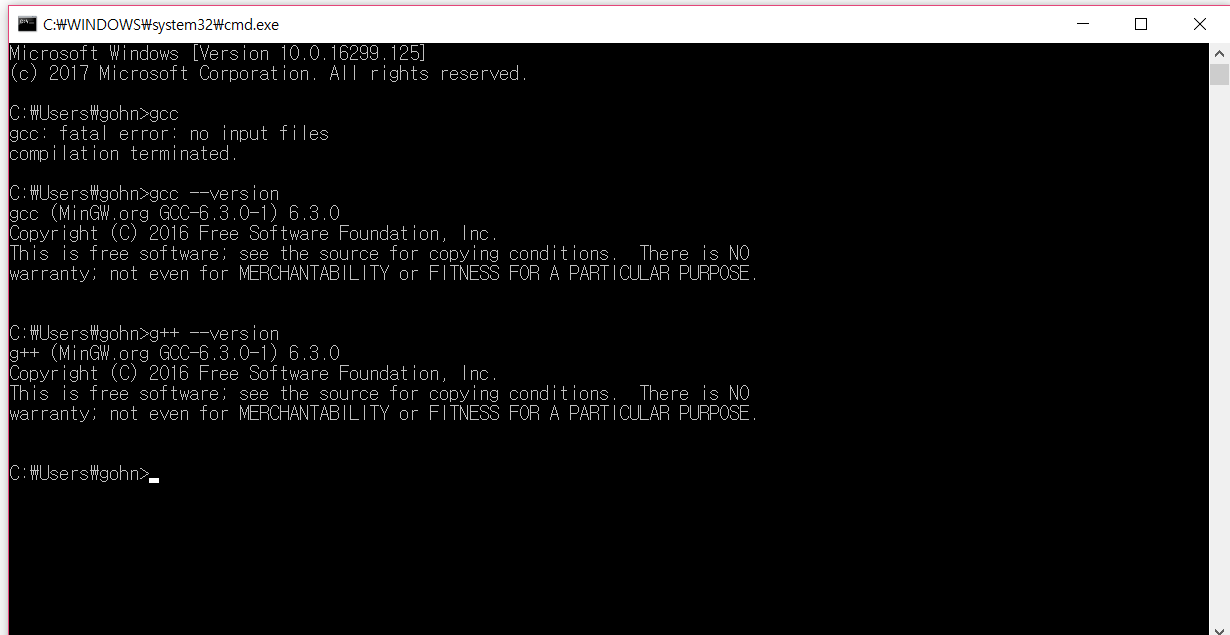 C:₩WINDOWS₩system32₩cmd.exe
Microsoft Windows [Version 10.0.16299.125]
(c) 2017 Microsoft Corporation. All rights reserved.
C:₩Users₩gohn>gcc
gcc: fatal error: no input files
compilation terminated.
C:₩Users₩gohn>gcc --version
gcc (MinGW.org GCC-6.3.0-1) 6.3.0
Copyright (C) 2016 Free Software Foundation, Inc.
This is free software; see the source for copying conditions.  There is NO
warranty; not even for MERCHANTABILITY or FITNESS FOR A PARTICULAR PURPOSE.
C:₩Users₩gohn>g++ --version
g++ (MinGW.org GCC-6.3.0-1) 6.3.0
Copyright (C) 2016 Free Software Foundation, Inc.
This is free software; see the source for copying conditions.  There is NO
warranty; not even for MERCHANTABILITY or FITNESS FOR A PARTICULAR PURPOSE.
C:₩Users₩gohn>